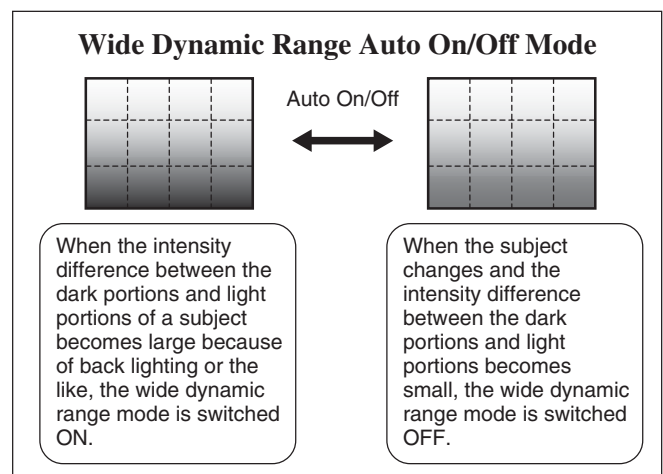 Wide Dynamic Range Auto On/Off Mode
Auto On/Off
When the intensity
difference between the
dark portions and light
portions of a subject
becomes large because
of back lighting or the
like, the wide dynamic
range mode is switched
ON.
When the subject
changes and the
intensity difference
between the dark
portions and light
portions becomes
small, the wide dynamic
range mode is switched
OFF.